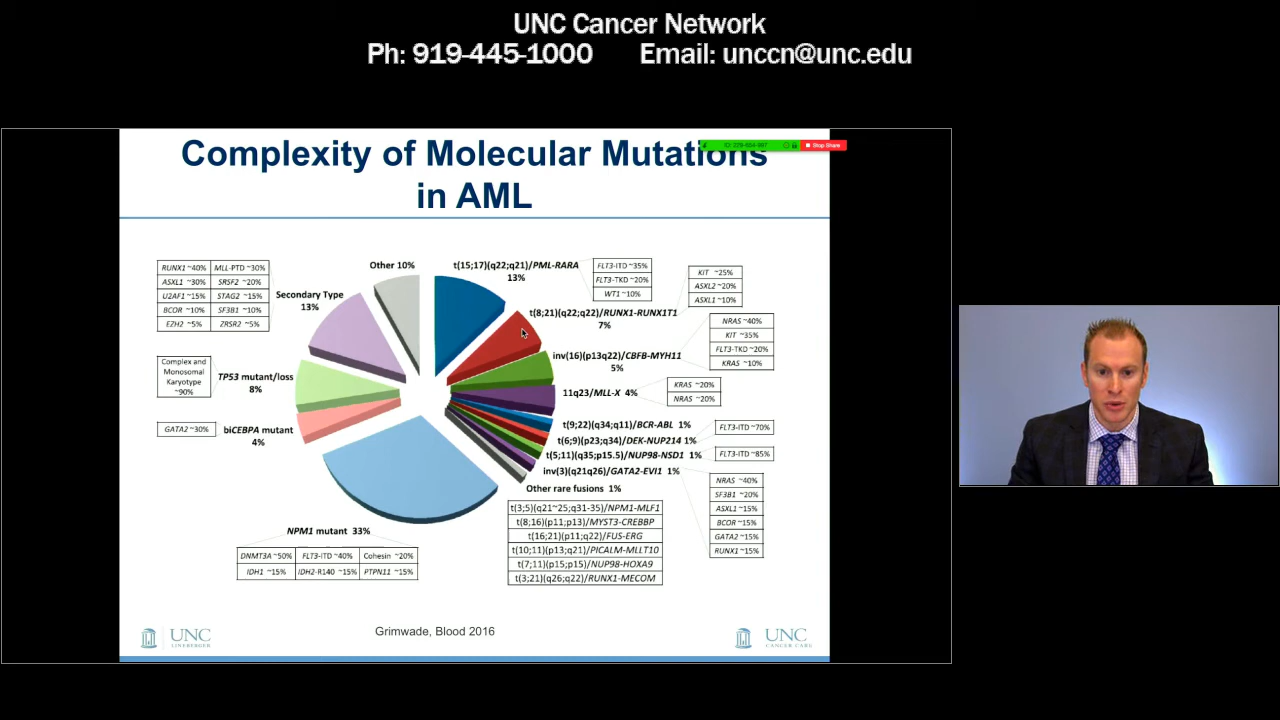 UNC Cancer Network
Ph: 919-445-1000 Email: unccn@unc.edu
Complexity of Molecular Mutations
in AML
Stop Share
RUNX1 ~40% MLL-PTD ~30%
ASXL1 ~30% SRSF2 ~20%
U2AF1 ~15% STAG2 ~15%
BCOR ~10% SF3B1 ~10%
EZH2 ~5% ZRSR2 ~5%
Secondary Type
13%
Other 10%
t(15;17)(q22;q21)/PML-RARA
13%
FLT3-ITD ~35%
FLT3-TKD ~20%
WT1 ~10%
t(8;21)(q22;q22)/RUNX1-RUNX1T1
7%
KIT ~25%
ASXL2 ~20%
ASXL1 ~10%
inv(16)(p13q22)/CBFB-MYH11
5%
NRAS ~40%
KIT ~35%
FLT3-TKD ~20%
KRAS ~10%
11q23/MLL-X 4%
KRAS ~20%
NRAS ~20%
t(9;22)(q34;q11)/BCR-ABL 1%
t(6;9)(p23;q34)/DEK-NUP214 1%
FLT3-ITD ~70%
t(5;11)(q35;p15.5)/NUP98-NSD1 1%
FLT3-ITD ~85%
inv(3)(q21q26)/GATA2-EVI1 1%
NRAS ~40%
SF3B1 ~20%
ASXL1 ~15%
BCOR ~15%
GATA2 ~15%
RUNX1 ~15%
Other rare fusions 1%
t(3;5)(q21~25;q31-35)/NPM1-MLF1
t(8;16)(p11;p13)/MYST3-CREBBP
t(16;21)(p11;q22)/FUS-ERG
t(10;11)(p13;q21)/PICALM-MLLT10
t(7;11)(p15;p15)/NUP98-HOXA9
t(3;21)(q26;q22)/RUNX1-MECOM
Complex and
Monosomal
Karyotype
~90%
TP53 mutant/loss
8%
GATA2 ~30%
biCEBPA mutant
4%
NPM1 mutant 33%
DNMT3A ~50% FLT3-ITD ~40% Cohesin ~20%
IDH1 ~15% IDH2-R140 ~15% PTPN11 ~15%
Grimwade, Blood 2016
UNC
LINEBERGER
UNC
CANCER CARE